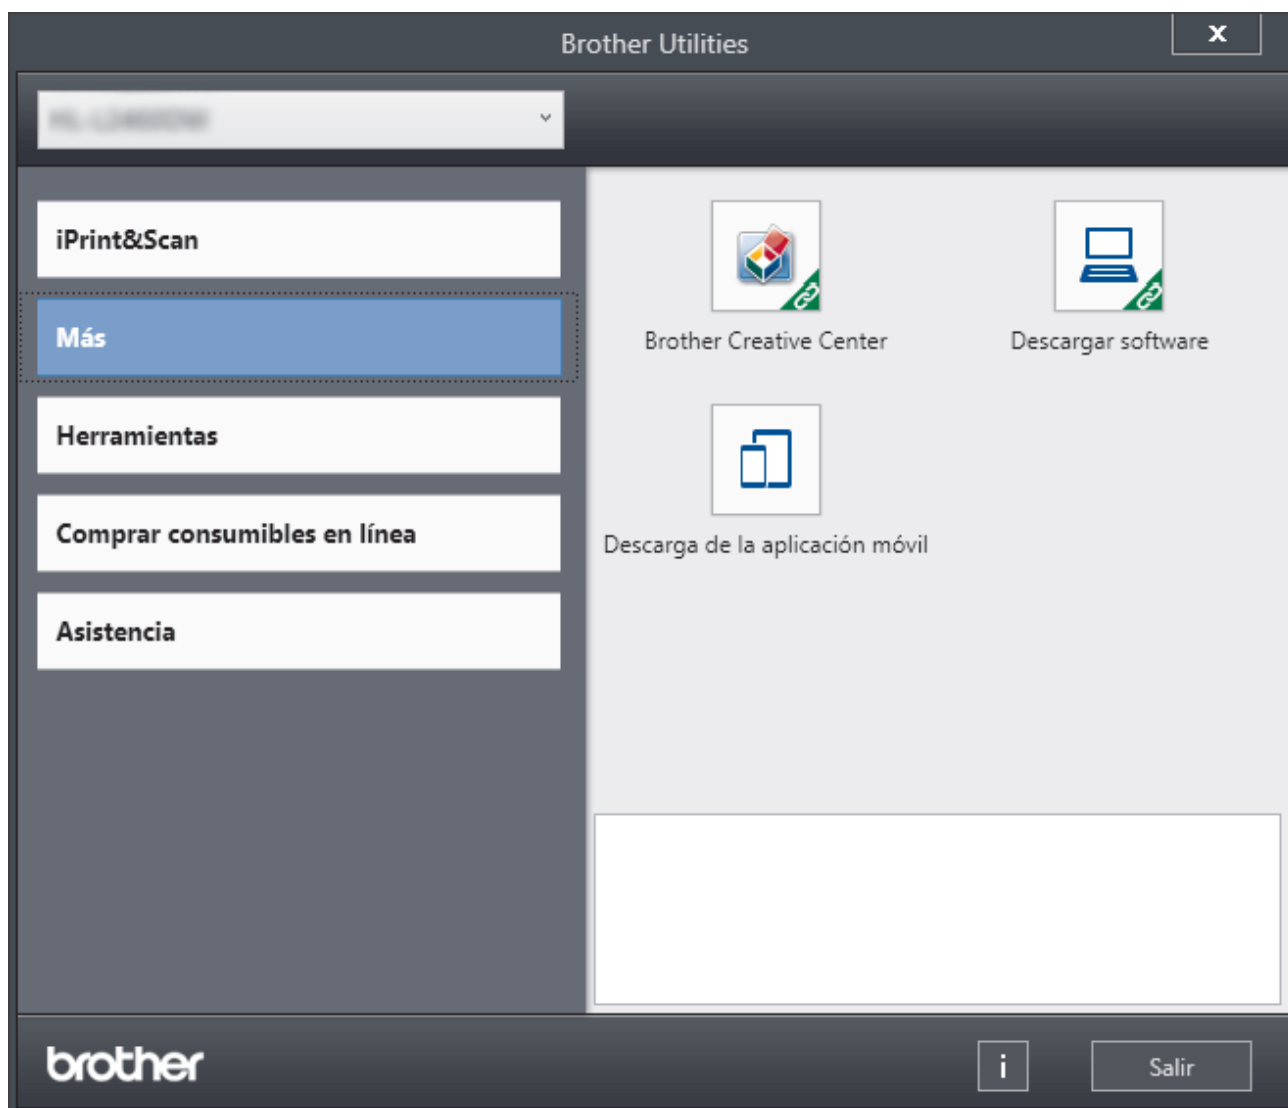 Brother Utilities
x
iPrint&Scan
Más
Herramientas
Comprar consumibles en línea
Asistencia
Brother Creative Center
Descargar software
Descarga de la aplicación móvil
brother
i
Salir